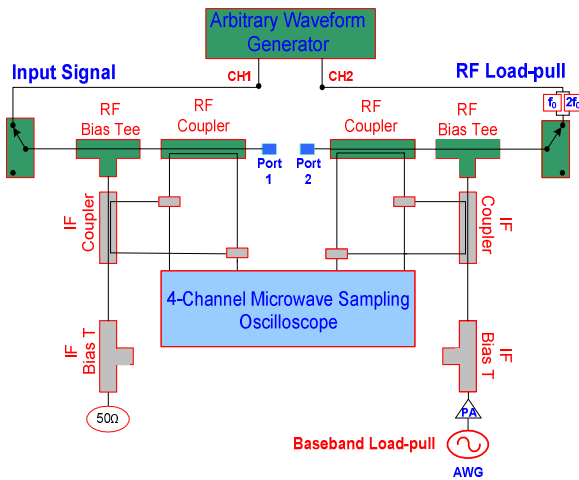 Arbitrary Waveform
Generator
Input Signal
CH1
CH2
RF Load-pull
f0
2f0
RF
Bias Tee
RF
Coupler
RF
Coupler
RF
Bias Tee
Port
1
Port
2
IF
Coupler
IF
Coupler
4-Channel Microwave Sampling
Oscilloscope
IF
Bias T
IF
Bias T
50Ω
PA
Baseband Load-pull
AWG